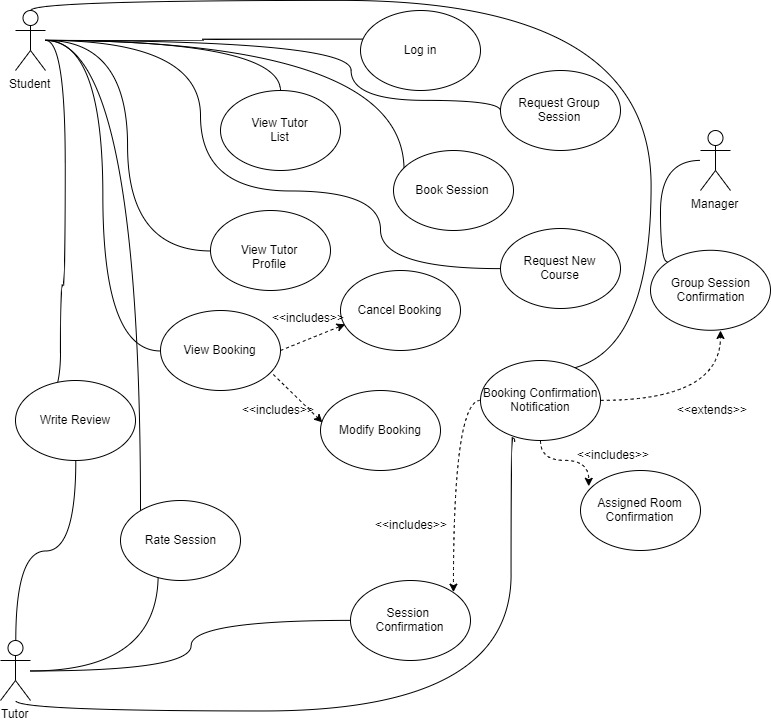 Log in
Student
Request Group
Session
View Tutor
List
Book Session
Manager
View Tutor
Profile
Request New
Course
Group Session
Confirmation
Cancel Booking
<<includes>>
View Booking
Booking Confirmation
Notification
<<includes>>
<<extends>>
Write Review
Modify Booking
<<includes>>
Assigned Room
Confirmation
<<includes>>
Rate Session
Session
Confirmation
Tutor